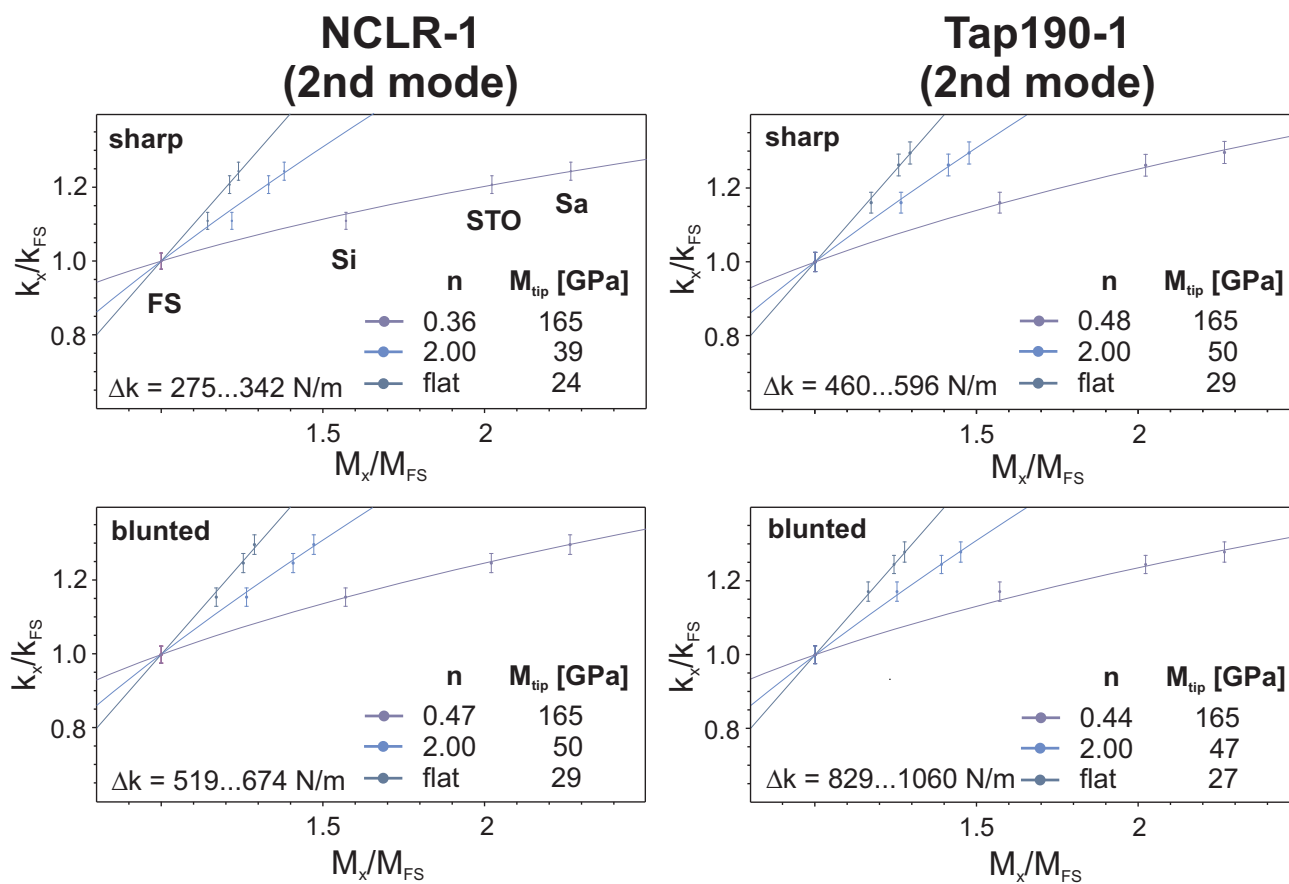 NCLR-1
(2nd mode)
Tap190-1
(2nd mode)
sharp
k_x/k_FS
1.2
1.0
0.8
FS
Si
STO
Sa
n M_tip [GPa]
0.36 165
2.00 39
flat 24
Δk = 275...342 N/m
1.5 2
M_x/M_FS
sharp
k_x/k_FS
1.2
1.0
0.8
n M_tip [GPa]
0.48 165
2.00 50
flat 29
Δk = 460...596 N/m
1.5 2
M_x/M_FS
blunted
k_x/k_FS
1.2
1.0
0.8
n M_tip [GPa]
0.47 165
2.00 50
flat 29
Δk = 519...674 N/m
1.5 2
M_x/M_FS
blunted
k_x/k_FS
1.2
1.0
0.8
n M_tip [GPa]
0.44 165
2.00 47
flat 27
Δk = 829...1060 N/m
1.5 2
M_x/M_FS